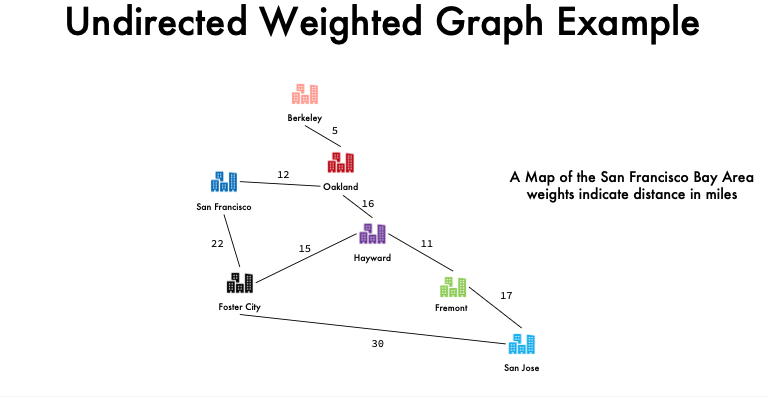 Undirected Weighted Graph Example
Berkeley
5
Oakland
12
San Francisco
16
A Map of the San Francisco Bay Area
weights indicate distance in miles
22
15
Hayward
11
Foster City
Fremont
17
30
San Jose